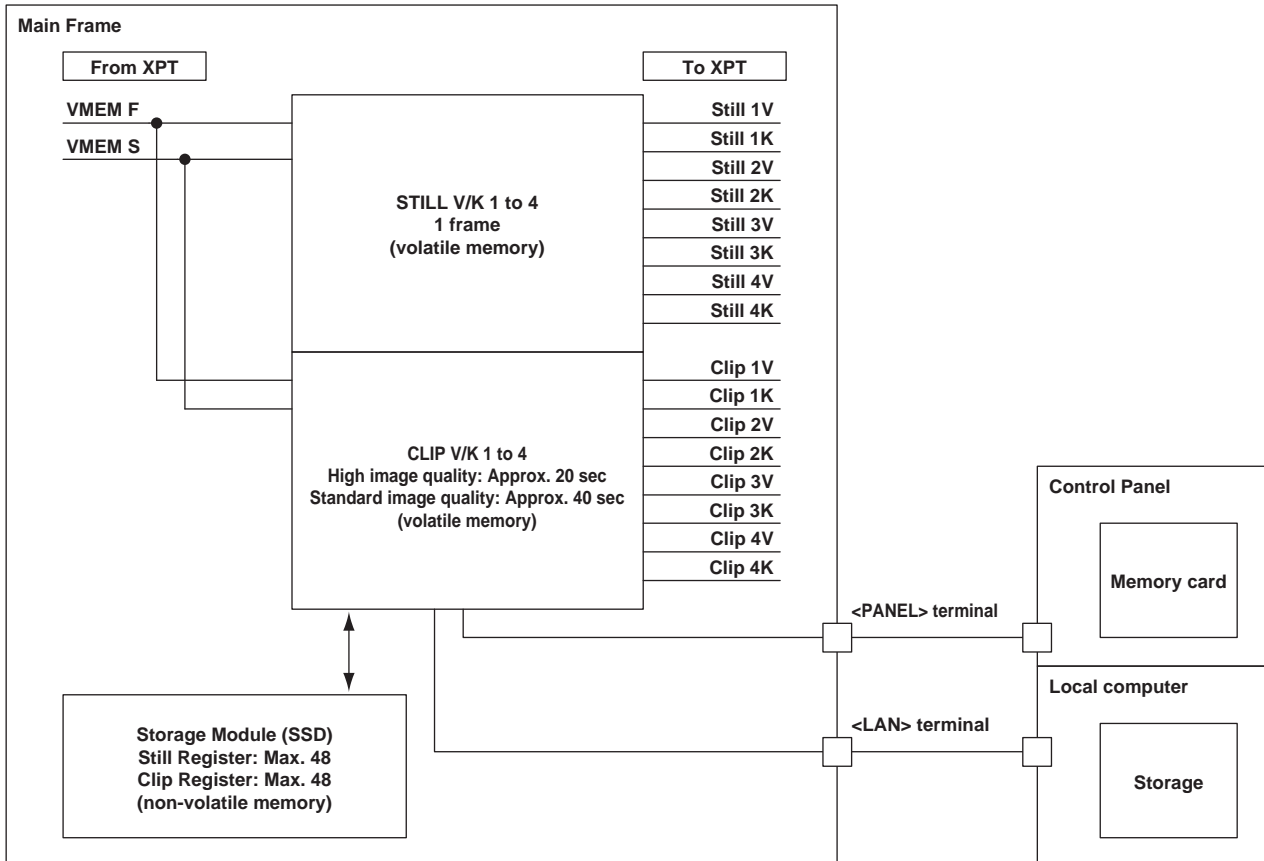 Main Frame
From XPT
To XPT
VMEM F
VMEM S
STILL V/K 1 to 4
1 frame
(volatile memory)
Still 1V
Still 1K
Still 2V
Still 2K
Still 3V
Still 3K
Still 4V
Still 4K
CLIP V/K 1 to 4
High image quality: Approx. 20 sec
Standard image quality: Approx. 40 sec
(volatile memory)
Clip 1V
Clip 1K
Clip 2V
Clip 2K
Clip 3V
Clip 3K
Clip 4V
Clip 4K
Control Panel
Memory card
<PANEL> terminal
Local computer
<LAN> terminal
Storage
Storage Module (SSD)
Still Register: Max. 48
Clip Register: Max. 48
(non-volatile memory)